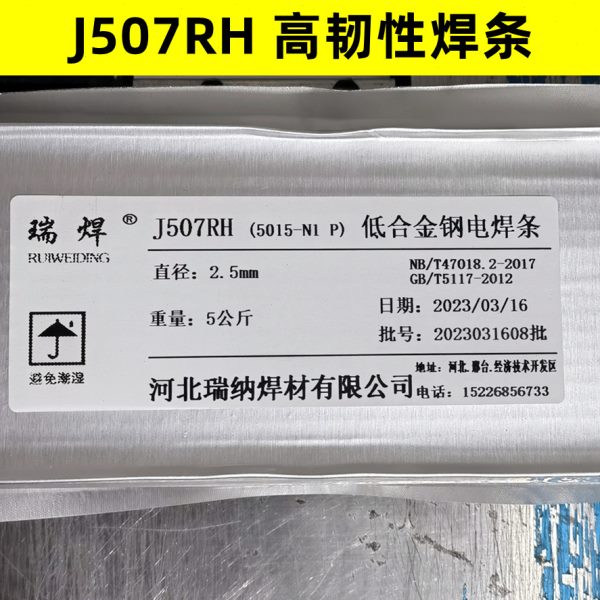 J507RH 高韧性焊条
瑞焊® J507RH (5015-N1 P) 低合金钢电焊条
RUIWEIDING
直径: 2.5mm NB/T47018.2-2017
GB/T5117-2012
重量: 5公斤 日期: 2023/03/16
批号: 2023031608批
避免潮湿
河北瑞纳焊材有限公司 地址: 河北.邢台.经济技术开发区
电话: 15226856733